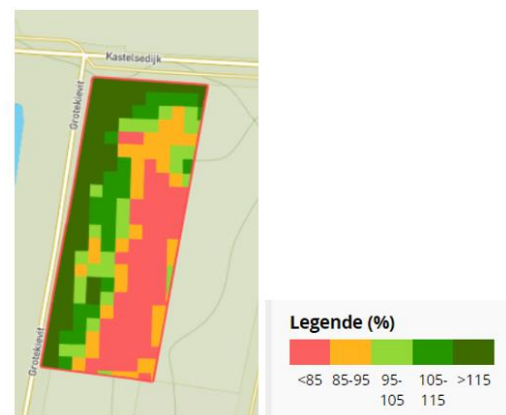 Kastelsedijk
Grotekievit
Grotekievit
Legende (%)
<85 85-95 95-105 105-115 >115